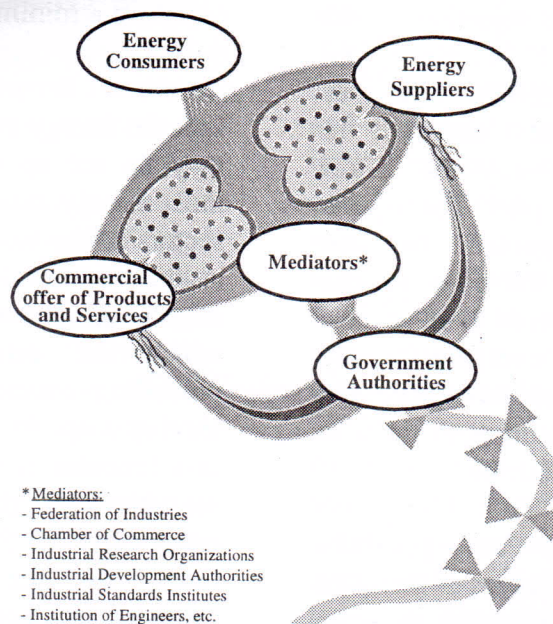 Energy
Consumers
Energy
Suppliers
Mediators*
Commercial
offer of Products
and Services
Government
Authorities
* Mediators:
- Federation of Industries
- Chamber of Commerce
- Industrial Research Organizations
- Industrial Development Authorities
- Industrial Standards Institutes
- Institution of Engineers, etc.